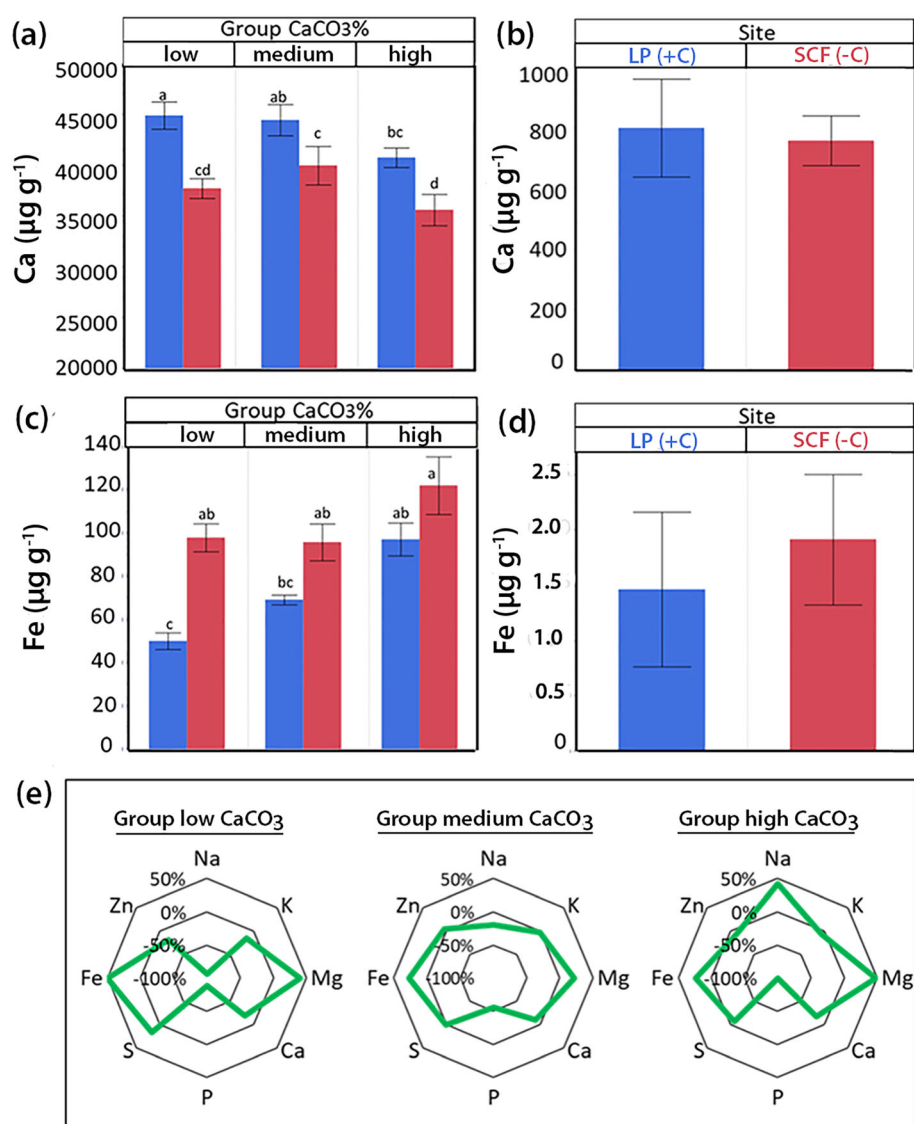 (a)
Group CaCO3%
low medium high
50000
45000
40000
35000
30000
25000
20000
Ca (µg g⁻¹)
a
cd
ab
c
bc
d
(b)
Site
LP (+C) SCF (-C)
1000
800
600
400
200
0
Ca (µg g⁻¹)
(c)
Group CaCO3%
low medium high
140
120
100
80
60
40
20
0
Fe (µg g⁻¹)
c
ab
bc
ab
ab
a
(d)
Site
LP (+C) SCF (-C)
2.5
2.0
1.5
1.0
0.5
0
Fe (µg g⁻¹)
(e)
Group low CaCO3
Na
K
Mg
Ca
P
S
Fe
Zn
50%
0%
-50%
-100%
Group medium CaCO3
Na
K
Mg
Ca
P
S
Fe
Zn
50%
0%
-50%
-100%
Group high CaCO3
Na
K
Mg
Ca
P
S
Fe
Zn
50%
0%
-50%
-100%